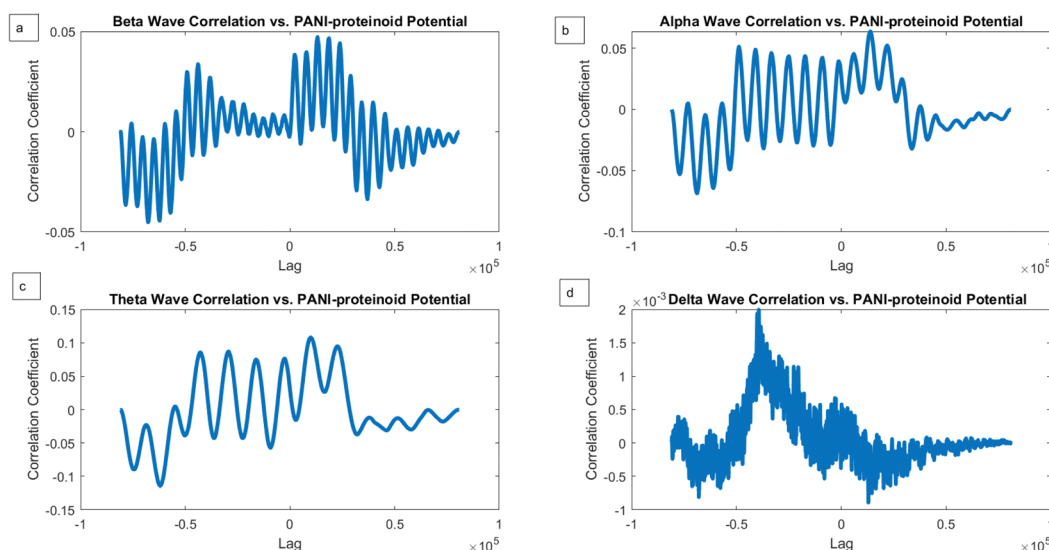 a
Beta Wave Correlation vs. PANI-proteinoid Potential
0.05
0
-0.05
Correlation Coefficient
-1 -0.5 0 0.5 1
Lag
×10⁵
b
Alpha Wave Correlation vs. PANI-proteinoid Potential
0.05
0
-0.05
-0.1
Correlation Coefficient
-1 -0.5 0 0.5 1
Lag
×10⁵
c
Theta Wave Correlation vs. PANI-proteinoid Potential
0.15
0.1
0.05
0
-0.05
-0.1
-0.15
Correlation Coefficient
-1 -0.5 0 0.5 1
Lag
×10⁵
d
×10⁻³
Delta Wave Correlation vs. PANI-proteinoid Potential
2
1.5
1
0.5
0
-0.5
-1
Correlation Coefficient
-1 -0.5 0 0.5 1
Lag
×10⁵